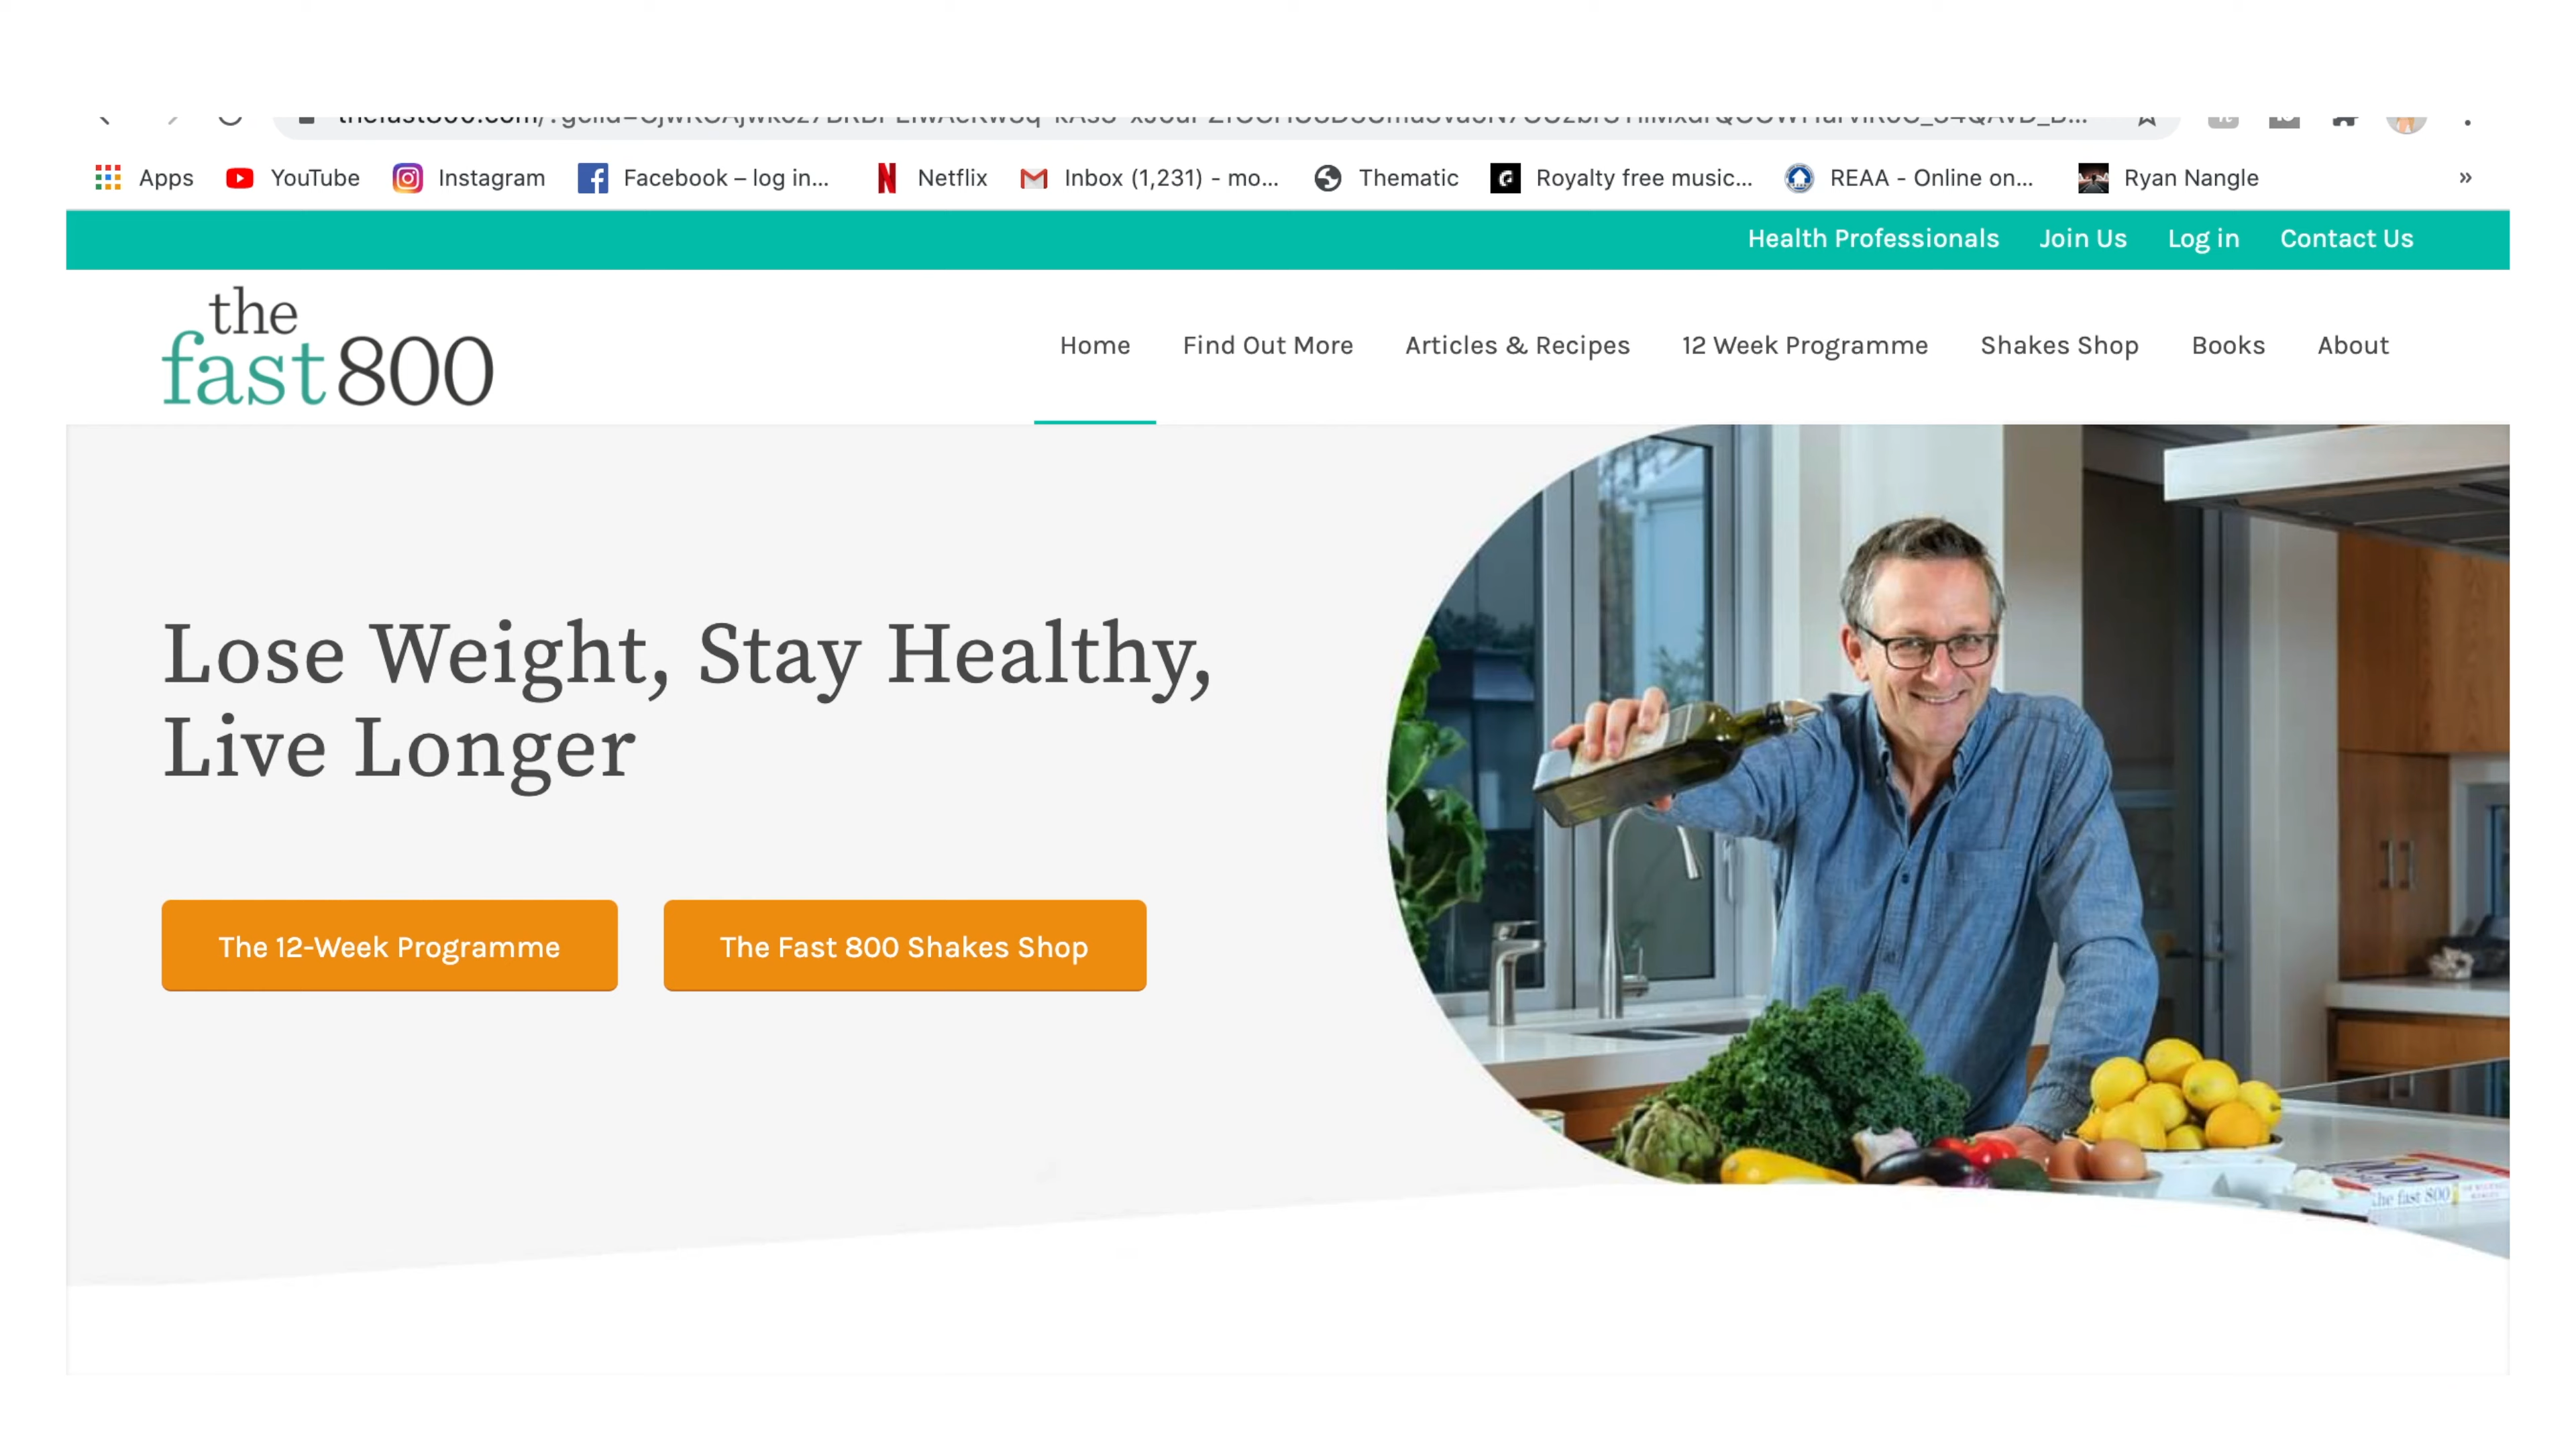 Apps YouTube Instagram Facebook – log in... Netflix Inbox (1,231) - mo... Thematic Royalty free music... REAA - Online on... Ryan Nangle »
Health Professionals Join Us Log in Contact Us
the
fast 800
Home Find Out More Articles & Recipes 12 Week Programme Shakes Shop Books About
Lose Weight, Stay Healthy,
Live Longer
The 12-Week Programme The Fast 800 Shakes Shop
the fast 800